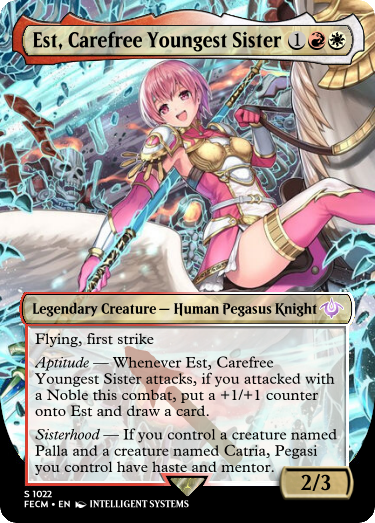 Est, Carefree Youngest Sister 1
Legendary Creature — Human Pegasus Knight
Flying, first strike
Aptitude — Whenever Est, Carefree
Youngest Sister attacks, if you attacked with
a Noble this combat, put a +1/+1 counter
onto Est and draw a card.
Sisterhood — If you control a creature named
Palla and a creature named Catria, Pegasi
you control have haste and mentor.
2/3
S 1022
FECM • EN INTELLIGENT SYSTEMS